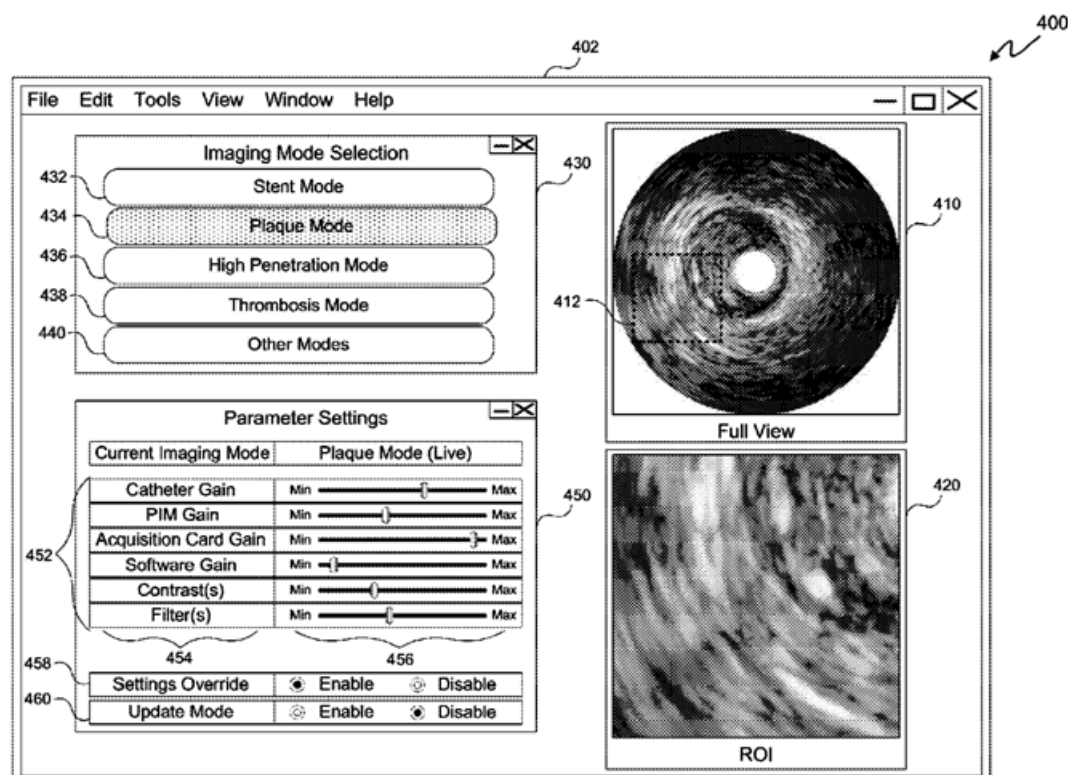 400
402
File Edit Tools View Window Help
Imaging Mode Selection
432 Stent Mode 430
434 Plaque Mode 410
436 High Penetration Mode
438 Thrombosis Mode 412
440 Other Modes
Full View
Parameter Settings
Current Imaging Mode Plaque Mode (Live)
452
Catheter Gain Min Max 450
PIM Gain Min Max
Acquisition Card Gain Min Max
Software Gain Min Max
Contrast(s) Min Max
Filter(s) Min Max
454 456
458 Settings Override Enable Disable
460 Update Mode Enable Disable
420
ROI